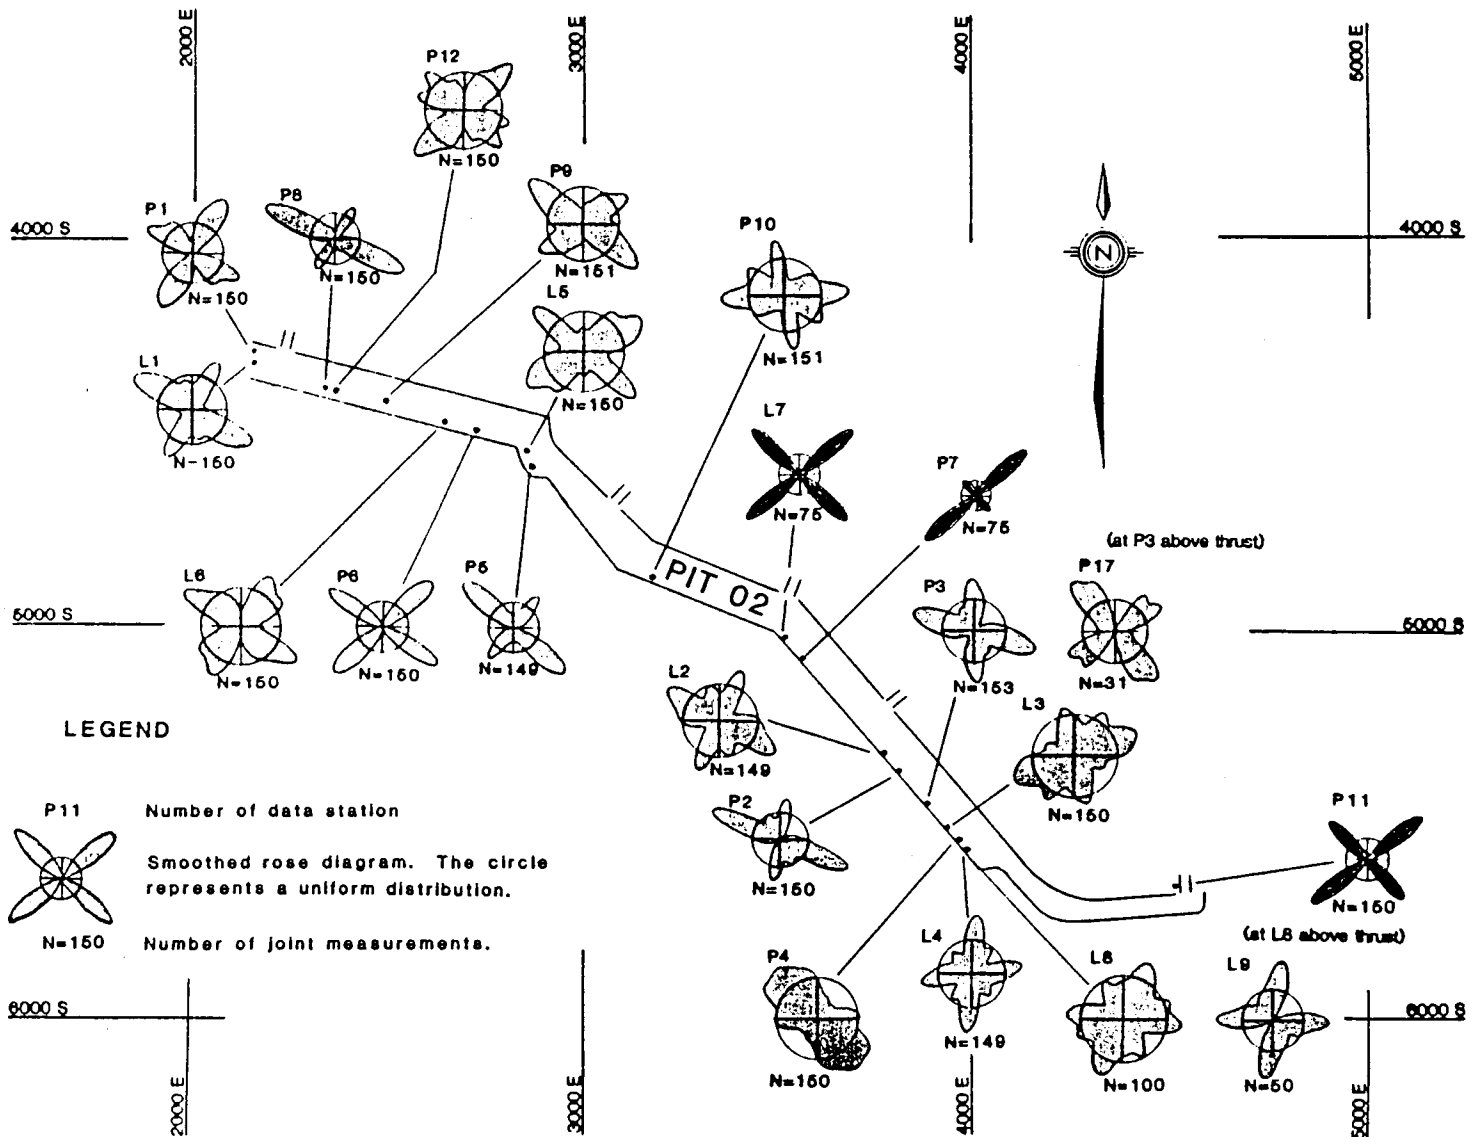 2000 E
3000 E
4000 E
5000 E
P12
N=150
P1
N=150
P8
N=150
P9
N=151
4000 S
4000 S
P10
N=151
N
L5
N=150
L1
N-150
L7
N=75
P7
N=75
(at P3 above thrust)
P17
N=31
PIT 02
L6
N=150
P6
N=150
P5
N=149
5000 S
5000 S
P3
N=153
L2
N=149
L3
N=150
LEGEND
P11
Number of data station
Smoothed rose diagram. The circle
represents a uniform distribution.
N=150
Number of joint measurements.
P2
N=150
P11
N=150
(at L8 above thrust)
P4
N=150
L4
N=149
L8
N=100
L9
N=50
6000 S
6000 S
2000 E
3000 E
4000 E
5000 E